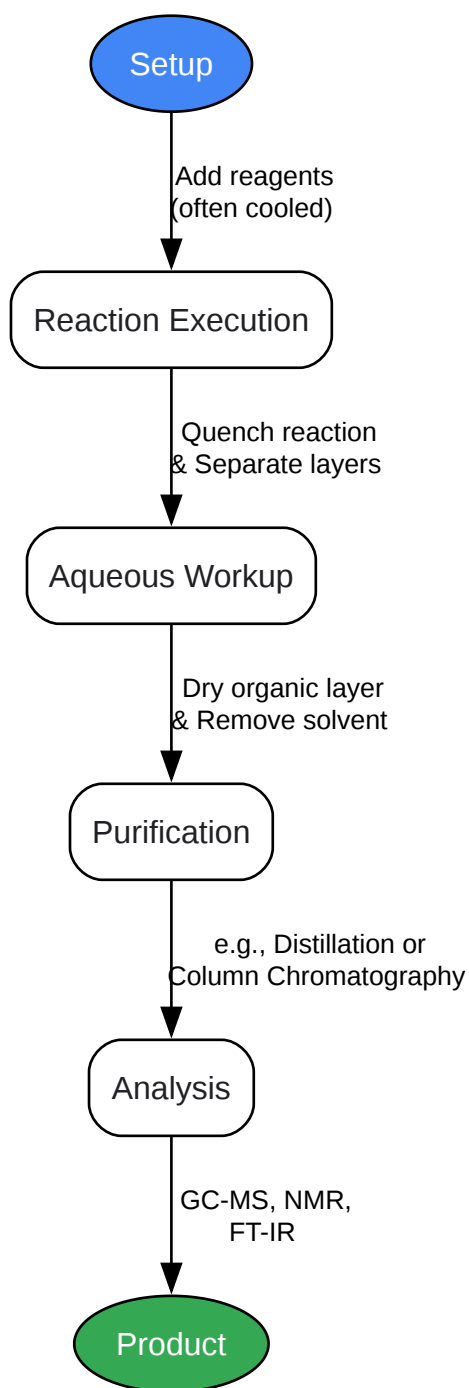 Setup
Add reagents
(often cooled)
Reaction Execution
Quench reaction
& Separate layers
Aqueous Workup
Dry organic layer
& Remove solvent
Purification
e.g., Distillation or
Column Chromatography
Analysis
GC-MS, NMR,
FT-IR
Product